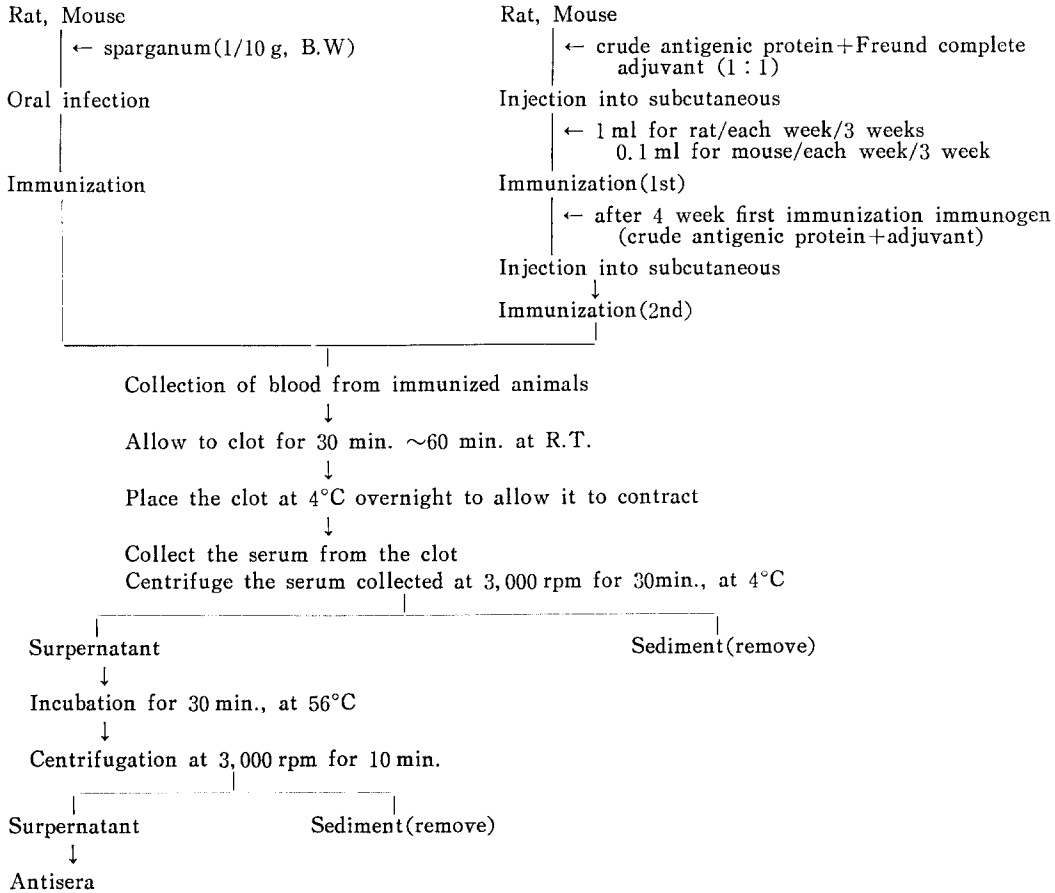 Rat, Mouse
← sparganum(1/10 g, B.W)
Oral infection
Immunization
Rat, Mouse
← crude antigenic protein+Freund complete
adjuvant (1 : 1)
Injection into subcutaneous
← 1 ml for rat/each week/3 weeks
0.1 ml for mouse/each week/3 week
Immunization(1st)
← after 4 week first immunization immunogen
(crude antigenic protein+adjuvant)
Injection into subcutaneous
↓
Immunization(2nd)
Collection of blood from immunized animals
↓
Allow to clot for 30 min. ~60 min. at R.T.
↓
Place the clot at 4°C overnight to allow it to contract
↓
Collect the serum from the clot
Centrifuge the serum collected at 3,000 rpm for 30min., at 4°C
Surpernatant
Sediment(remove)
↓
Incubation for 30 min., at 56°C
↓
Centrifugation at 3,000 rpm for 10 min.
Surpernatant
Sediment(remove)
↓
Antisera